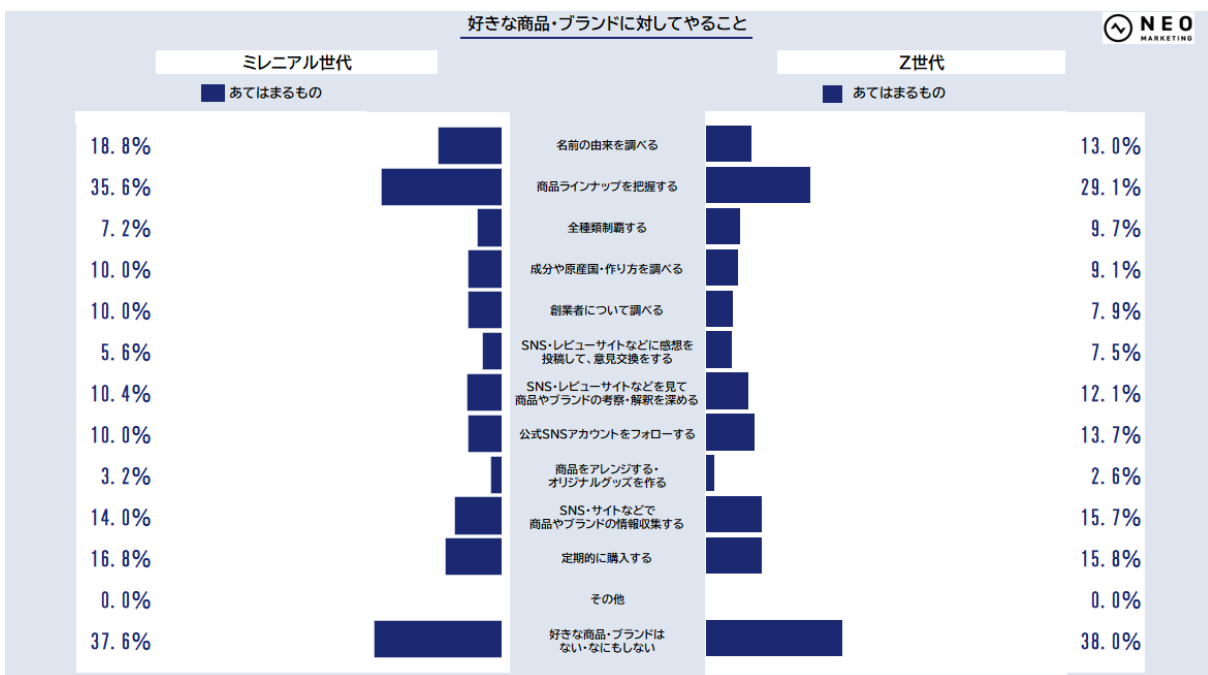 好きな商品・ブランドに対してやること
NEO
MARKETING
ミレニアル世代
Z世代
あてはまるもの
あてはまるもの
18.8%
名前の由来を調べる
13.0%
35.6%
商品ラインナップを把握する
29.1%
7.2%
全種類制覇する
9.7%
10.0%
成分や原産国・作り方を調べる
9.1%
10.0%
創業者について調べる
7.9%
5.6%
SNS・レビューサイトなどに感想を
投稿して、意見交換をする
7.5%
10.4%
SNS・レビューサイトなどを見て
商品やブランドの考察・解釈を深める
12.1%
10.0%
公式SNSアカウントをフォローする
13.7%
3.2%
商品をアレンジする・
オリジナルグッズを作る
2.6%
14.0%
SNS・サイトなどで
商品やブランドの情報収集する
15.7%
16.8%
定期的に購入する
15.8%
0.0%
その他
0.0%
37.6%
好きな商品・ブランドは
ない・なにもしない
38.0%